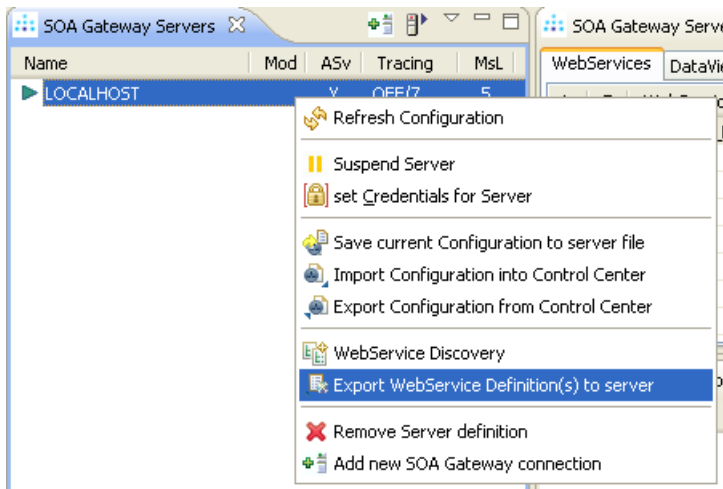 SOA Gateway Servers
SOA Gateway Serve
Name Mod ASv Tracing MsL
WebServices DataVie
LOCALHOST Y OFF(7 5
Refresh Configuration
Suspend Server
set Credentials for Server
Save current Configuration to server file
Import Configuration into Control Center
Export Configuration from Control Center
WebService Discovery
Export WebService Definition(s) to server
Remove Server definition
Add new SOA Gateway connection